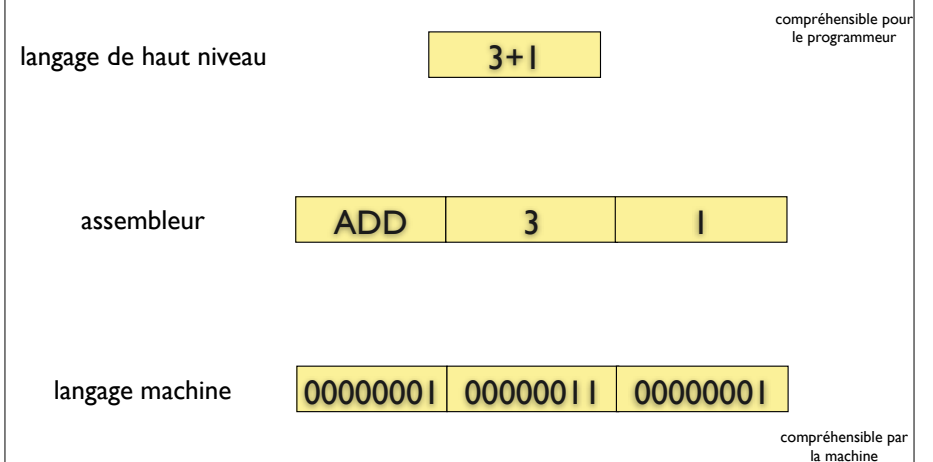 compréhensible pour
le programmeur
langage de haut niveau
3+1
assembleur
ADD 3 1
langage machine
00000001 00000011 00000001
compréhensible par
la machine